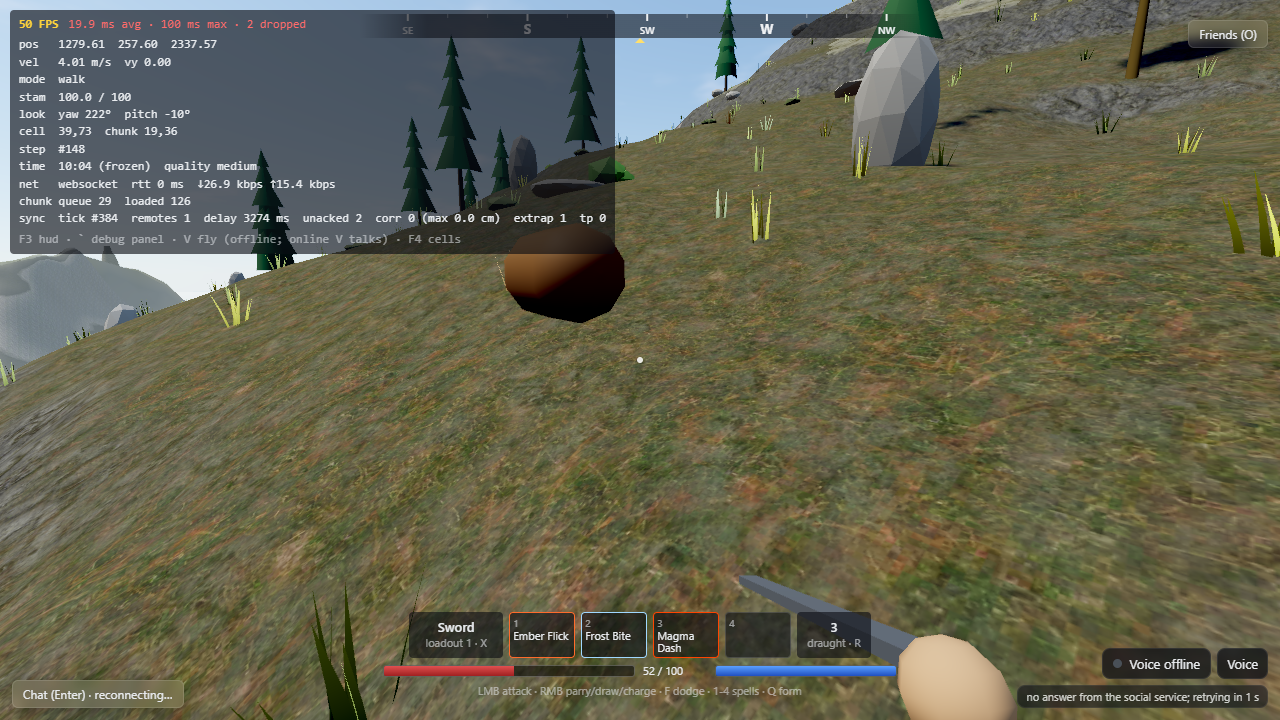 50 FPS 19.9 ms avg · 100 ms max · 2 dropped
pos 1279.61 257.60 2337.57
vel 4.01 m/s vy 0.00
mode walk
stam 100.0 / 100
look yaw 222° pitch -10°
cell 39,73 chunk 19,36
step #148
time 10:04 (frozen) quality medium
net websocket rtt 0 ms ↓26.9 kbps ↑15.4 kbps
chunk queue 29 loaded 126
sync tick #384 remotes 1 delay 3274 ms unacked 2 corr 0 (max 0.0 cm) extrap 1 tp 0
F3 hud · ` debug panel · V fly (offline; online V talks) · F4 cells
SE S SW W NW
Friends (O)
Sword
loadout 1 · X
1
Ember Flick
2
Frost Bite
3
Magma
Dash
4
3
draught · R
52 / 100
LMB attack · RMB parry/draw/charge · F dodge · 1-4 spells · Q form
Chat (Enter) · reconnecting...
Voice offline
Voice
no answer from the social service; retrying in 1 s